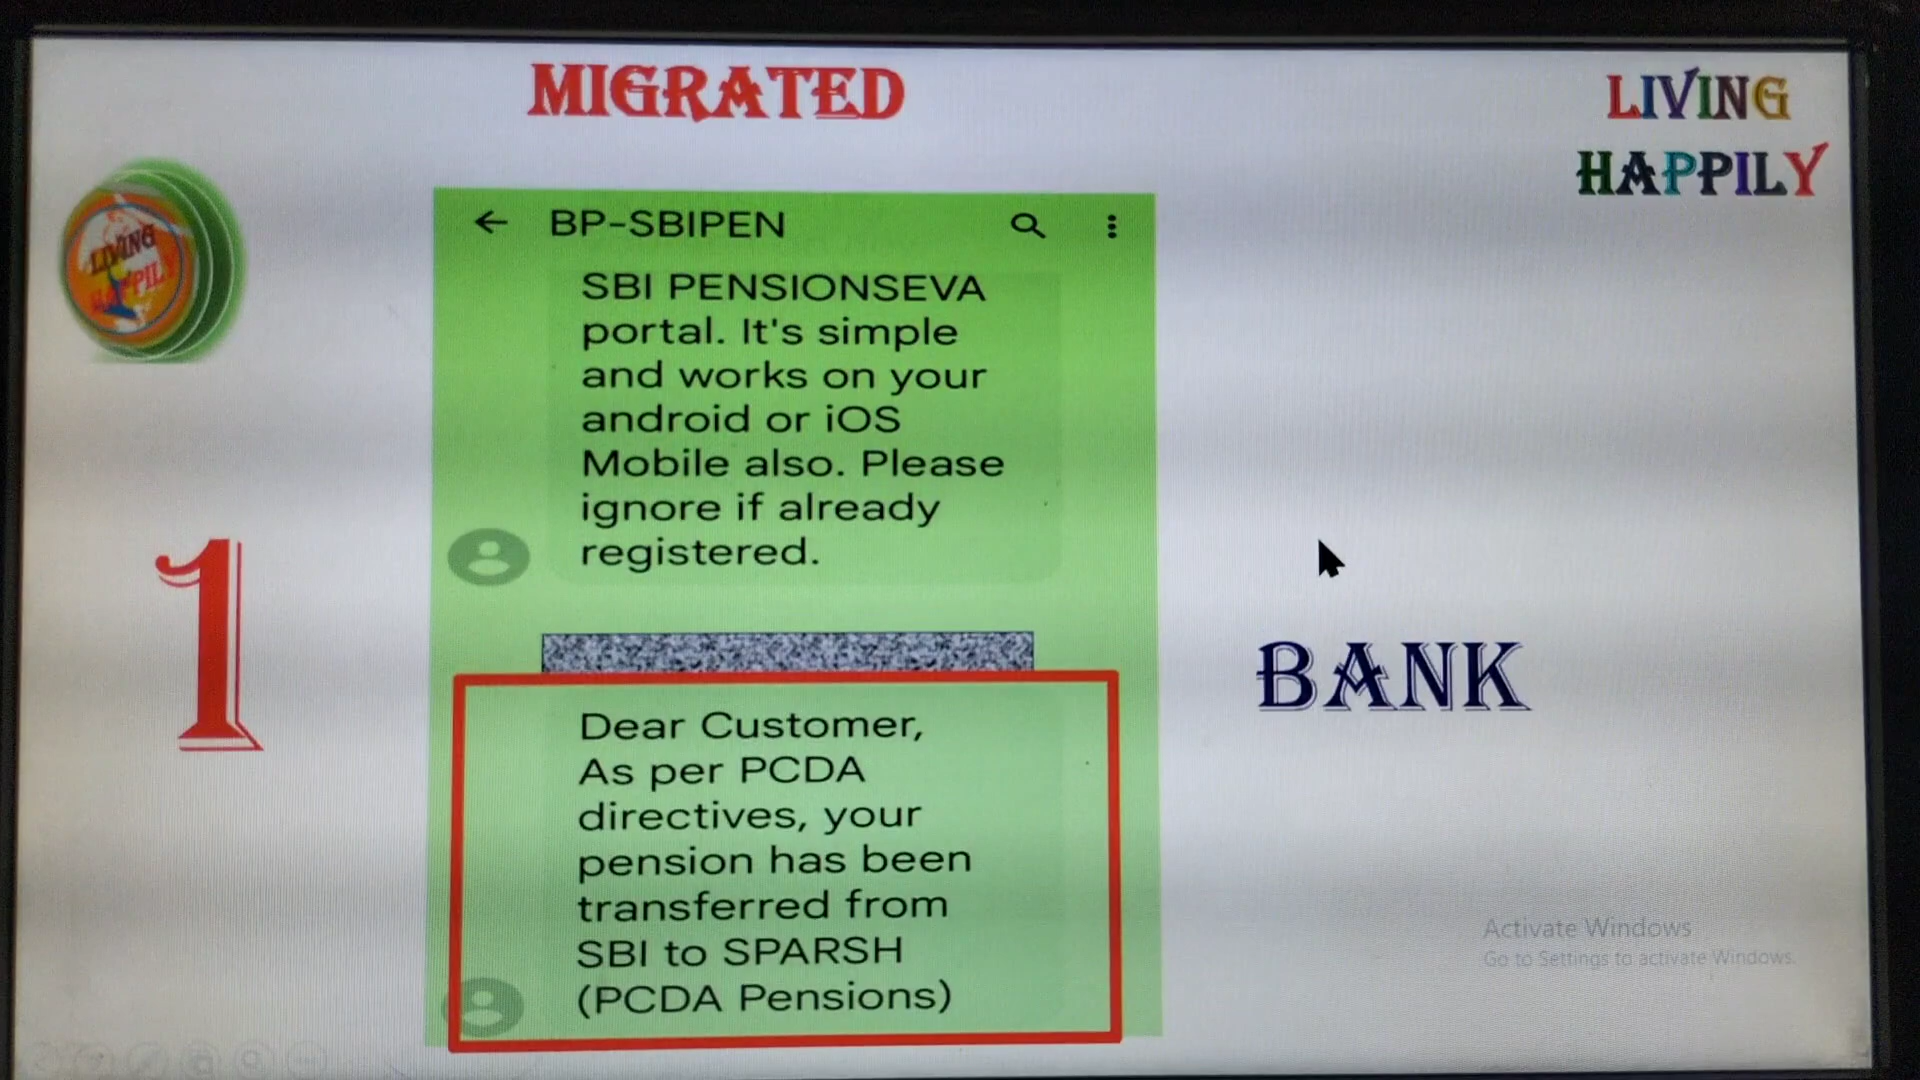 MIGRATED
LIVING
HAPPILY
LIVING
HAPPILY
BP-SBIPEN
SBI PENSIONSEVA
portal. It's simple
and works on your
android or iOS
Mobile also. Please
ignore if already
registered.
1
BANK
Dear Customer,
As per PCDA
directives, your
pension has been
transferred from
SBI to SPARSH
(PCDA Pensions)
Activate Windows
Go to Settings to activate Windows.